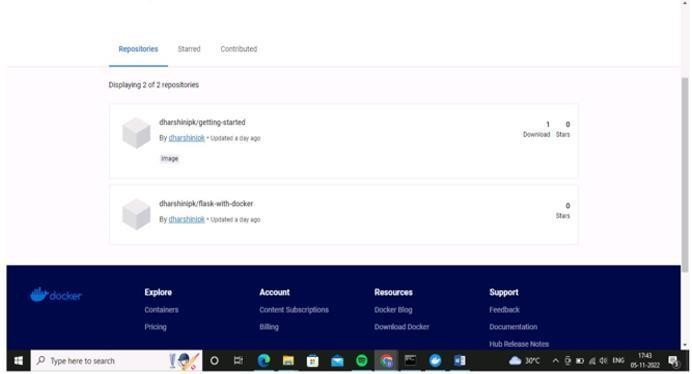 Repositories Starred Contributed
Displaying 2 of 2 repositories
dharshinipk/getting-started
By dharshinipk • Updated a day ago
Image
1 0
Download Stars
dharshinipk/flask-with-docker
By dharshinipk • Updated a day ago
0
Stars
docker
Explore Account Resources Support
Containers Content Subscriptions Docker Blog Feedback
Pricing Billing Download Docker Documentation
Hub Release Notes
Type here to search
30°C
ENG
17:43
05-11-2022